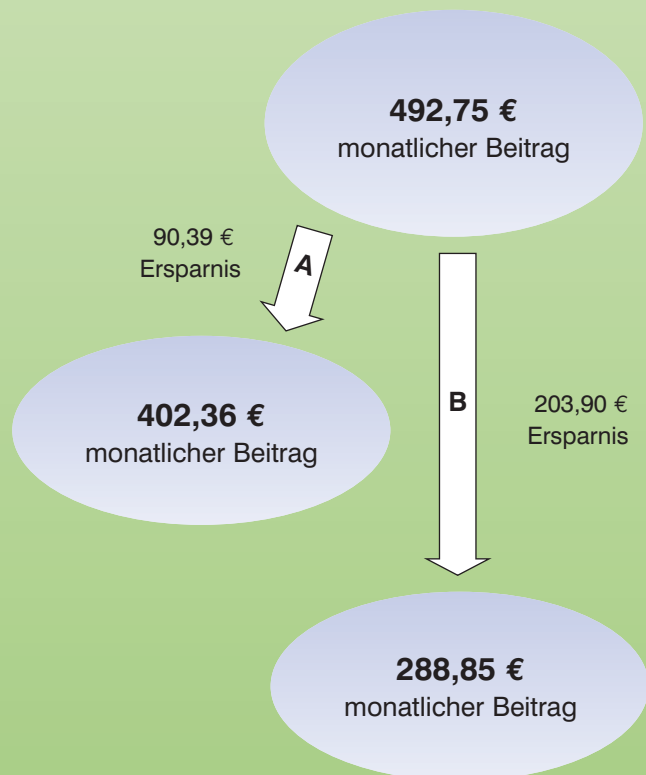 492,75 €
monatlicher Beitrag
90,39 €
Ersparnis
A
402,36 €
monatlicher Beitrag
B
203,90 €
Ersparnis
288,85 €
monatlicher Beitrag